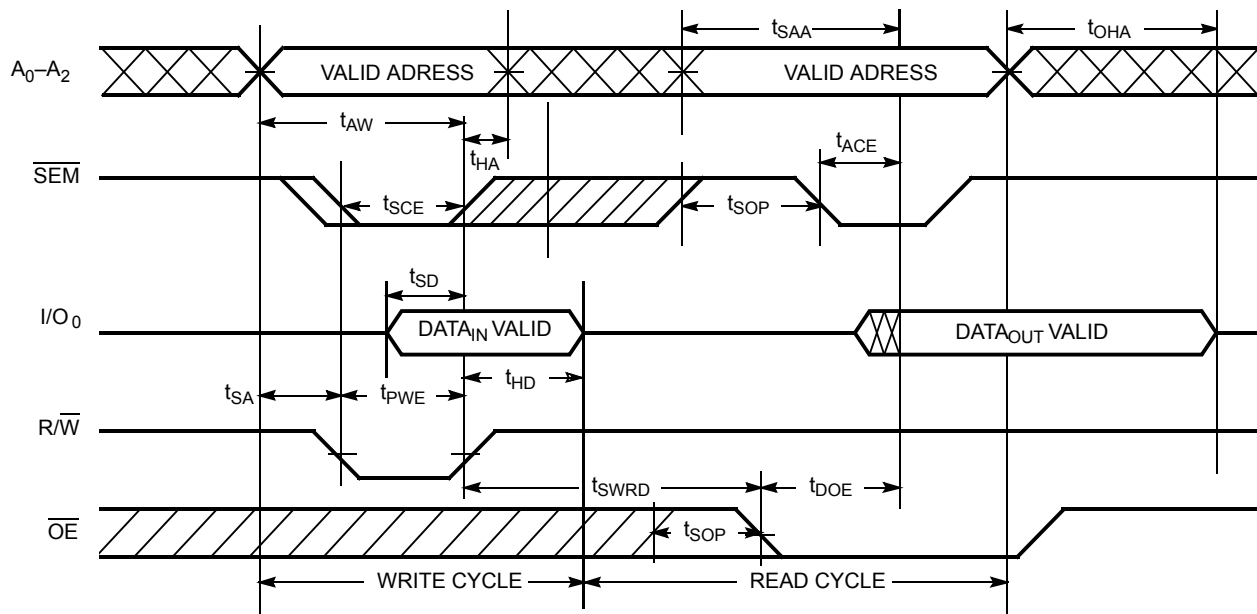 tSAA
tOHA
A0–A2
VALID ADRESS
VALID ADRESS
tAW
tHA
tACE
SEM
tSCE
tSOP
tSD
I/O0
DATAIN VALID
DATAOUT VALID
tSA
tPWE
tHD
R/W
tSWRD
tDOE
OE
tSOP
WRITE CYCLE
READ CYCLE